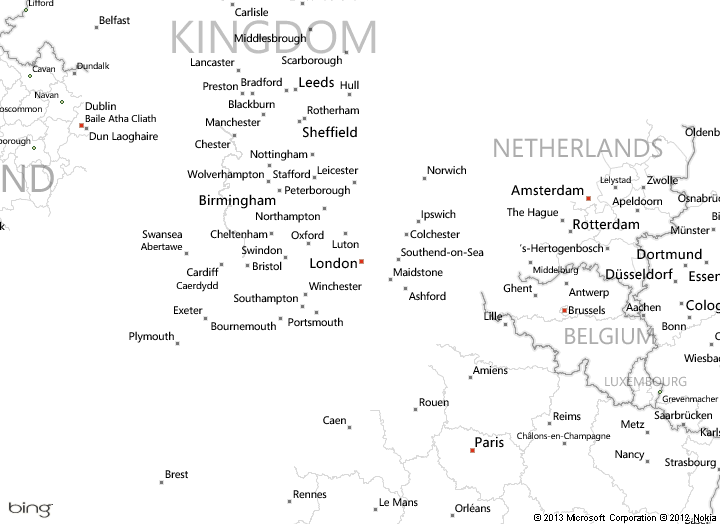 Lifford
Belfast
Carlisle
KINGDOM
Middlesbrough
Scarborough
Cavan
Dundalk
Lancaster
Navan
Preston
Bradford
Leeds
Hull
oscommon
Dublin
Baile Atha Cliath
Blackburn
Rotherham
Manchester
Sheffield
Dun Laoghaire
borough
Chester
NETHERLANDS
Oldenb
Nottingham
ND
Wolverhampton
Stafford
Leicester
Norwich
Lelystad
Zwolle
Peterborough
Amsterdam
Birmingham
Apeldoorn
Osnabrü
Northampton
Ipswich
The Hague
Rotterdam
Bi
k
Swansea
Abertawe
Cheltenham
Oxford
Luton
Colchester
Münster
Swindon
Southend-on-Sea
's-Hertogenbosch
Dortmund
Cardiff
Caerdydd
Bristol
London
Maidstone
Middelburg
Düsseldorf
Essen
Winchester
Ghent
Antwerp
Southampton
Ashford
Exeter
Bournemouth
Portsmouth
Lille
Brussels
Aachen
Colog
Bonn
Plymouth
BELGIUM
Wiesba
Amiens
LUXEMBOURG
Grevenmacher
Rouen
Caen
Reims
Metz
Saarbrücken
Karls
Paris
Châlons-en-Champagne
Nancy
Strasbourg
Brest
Rennes
Le Mans
Orléans
bing
© 2013 Microsoft Corporation © 2012 Nokia